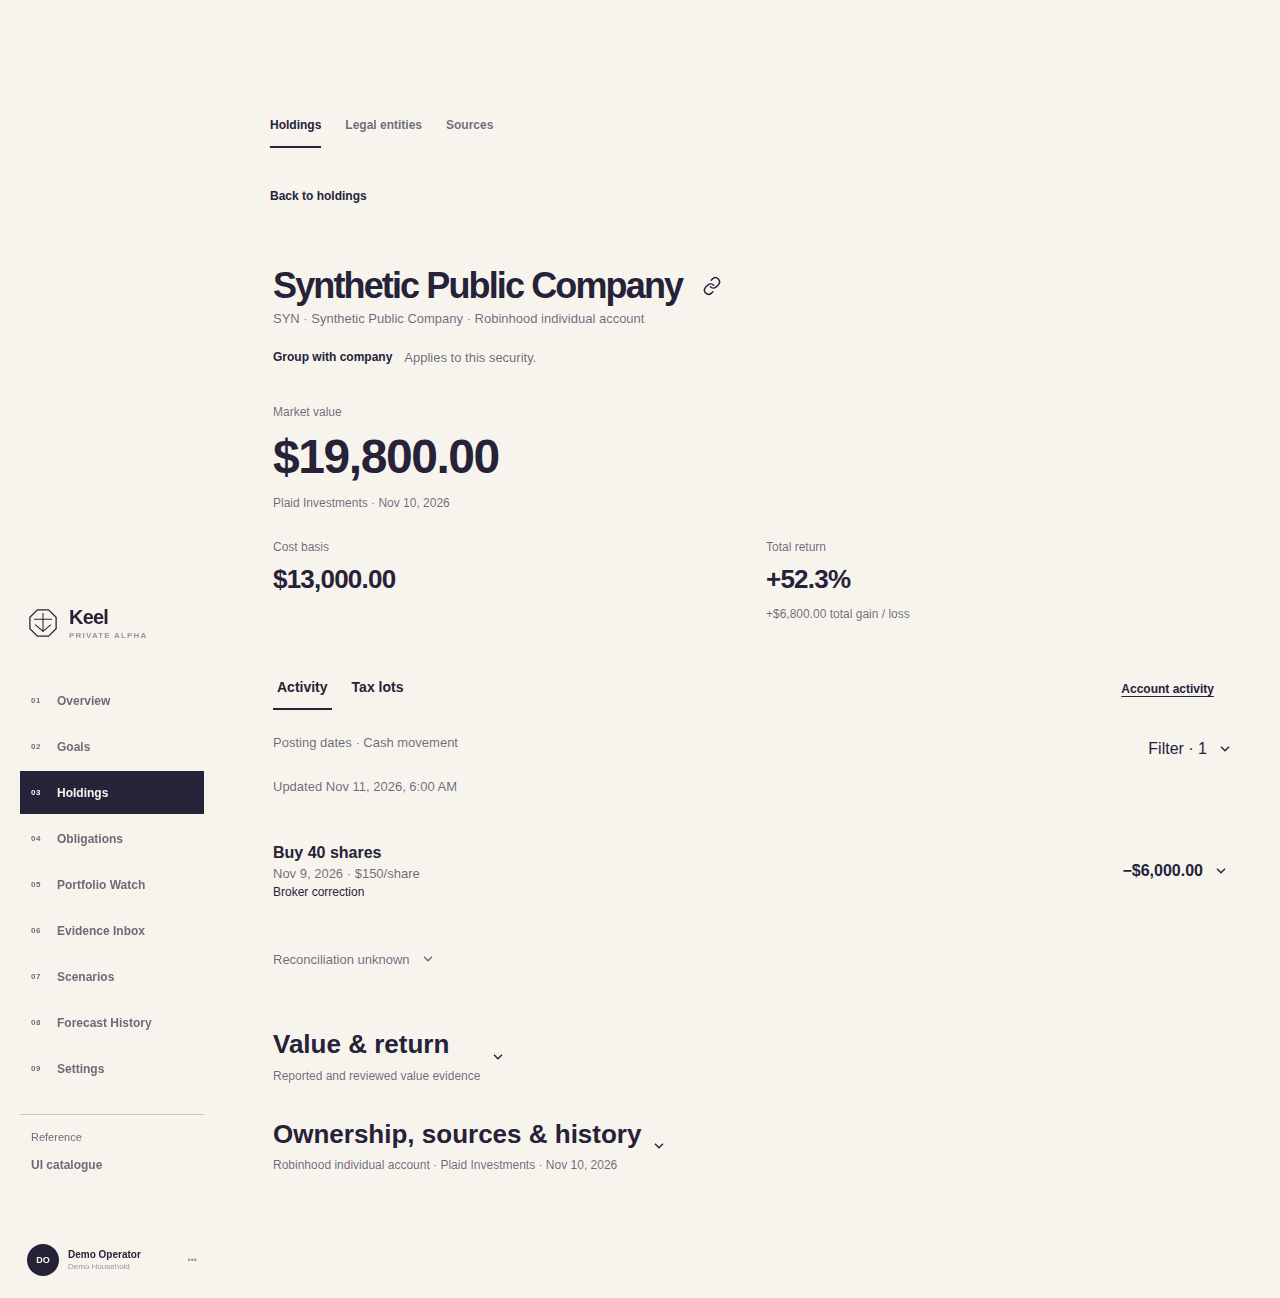 Holdings Legal entities Sources
Back to holdings
Synthetic Public Company
SYN · Synthetic Public Company · Robinhood individual account
Group with company Applies to this security.
Market value
$19,800.00
Plaid Investments · Nov 10, 2026
Cost basis
$13,000.00
Total return
+52.3%
+$6,800.00 total gain / loss
Activity Tax lots
Account activity
Posting dates · Cash movement
Filter · 1
Updated Nov 11, 2026, 6:00 AM
Buy 40 shares
Nov 9, 2026 · $150/share
Broker correction
−$6,000.00
Reconciliation unknown
Value & return
Reported and reviewed value evidence
Ownership, sources & history
Robinhood individual account · Plaid Investments · Nov 10, 2026
Keel
PRIVATE ALPHA
01 Overview
02 Goals
03 Holdings
04 Obligations
05 Portfolio Watch
06 Evidence Inbox
07 Scenarios
08 Forecast History
09 Settings
Reference
UI catalogue
DO
Demo Operator
Demo Household